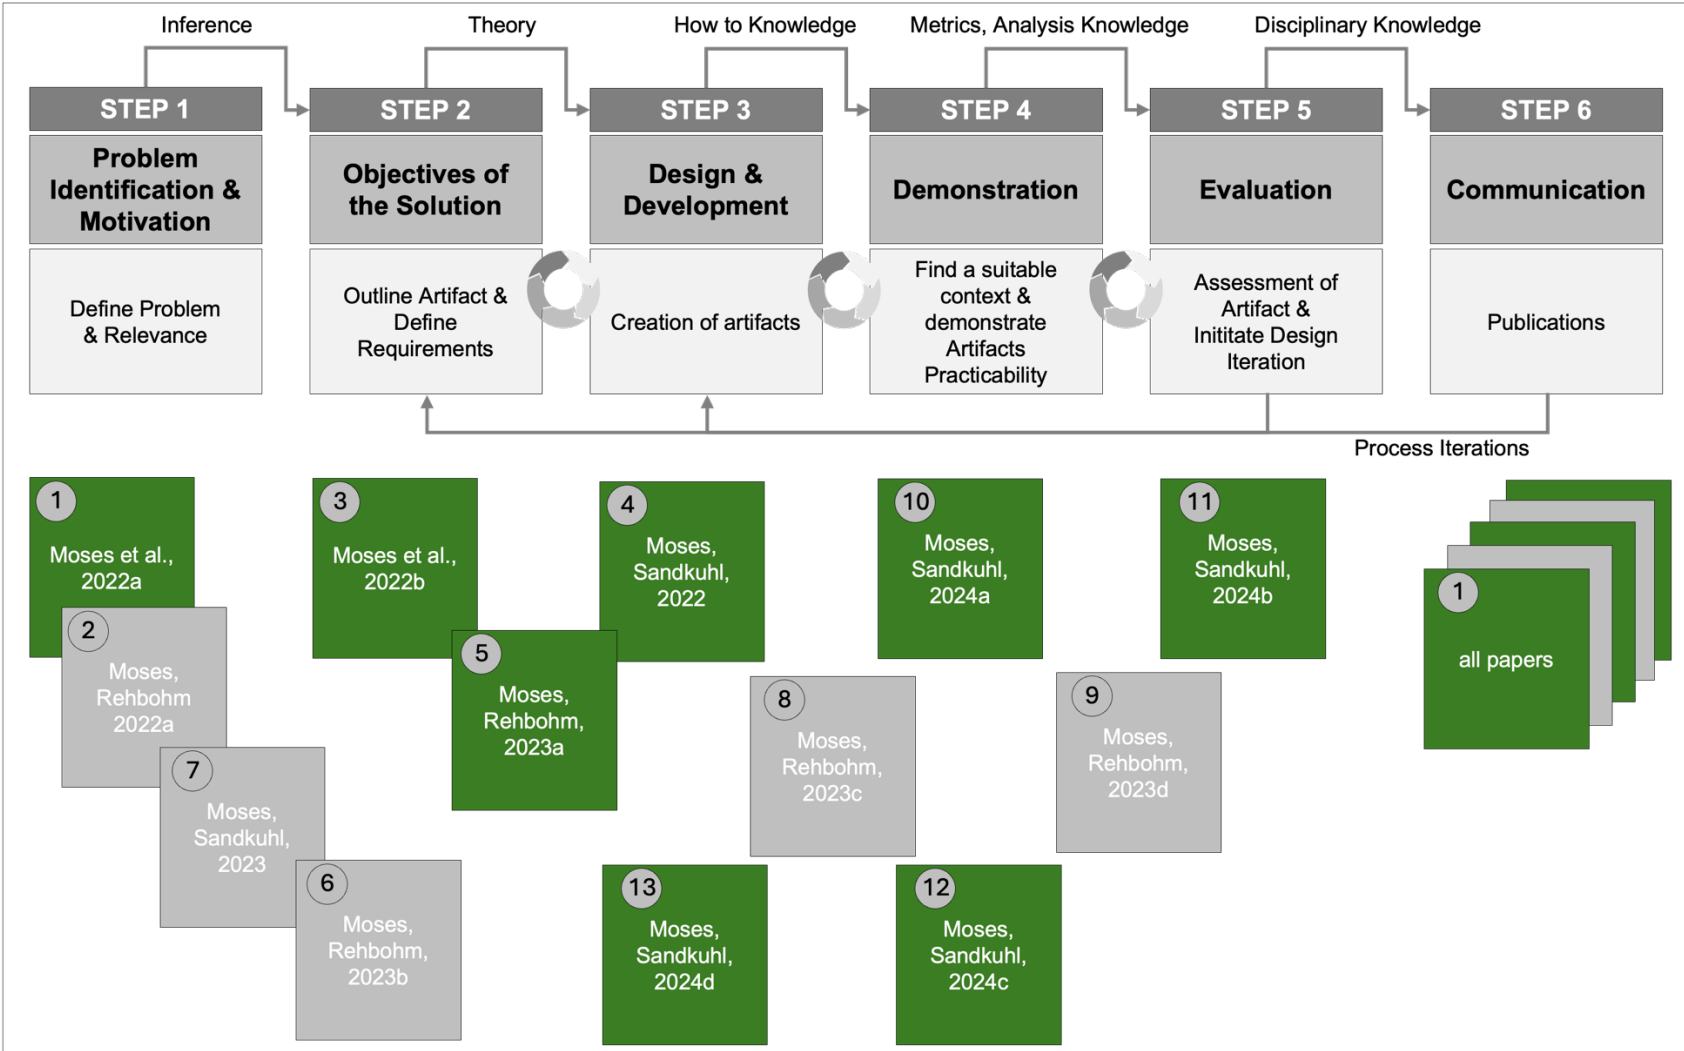 Inference
Theory
How to Knowledge
Metrics, Analysis Knowledge
Disciplinary Knowledge
STEP 1
STEP 2
STEP 3
STEP 4
STEP 5
STEP 6
Problem
Identification &
Motivation
Objectives of
the Solution
Design &
Development
Demonstration
Evaluation
Communication
Define Problem
& Relevance
Outline Artifact &
Define
Requirements
Creation of artifacts
Find a suitable
context &
demonstrate
Artifacts
Practicability
Assessment of
Artifact &
Inititate Design
Iteration
Publications
Process Iterations
1
Moses et al.,
2022a
2
Moses,
Rehbohm
2022a
7
Moses,
Sandkuhl,
2023
6
Moses,
Rehbohm,
2023b
3
Moses et al.,
2022b
5
Moses,
Rehbohm,
2023a
4
Moses,
Sandkuhl,
2022
8
Moses,
Rehbohm,
2023c
13
Moses,
Sandkuhl,
2024d
10
Moses,
Sandkuhl,
2024a
12
Moses,
Sandkuhl,
2024c
11
Moses,
Sandkuhl,
2024b
9
Moses,
Rehbohm,
2023d
1
all papers